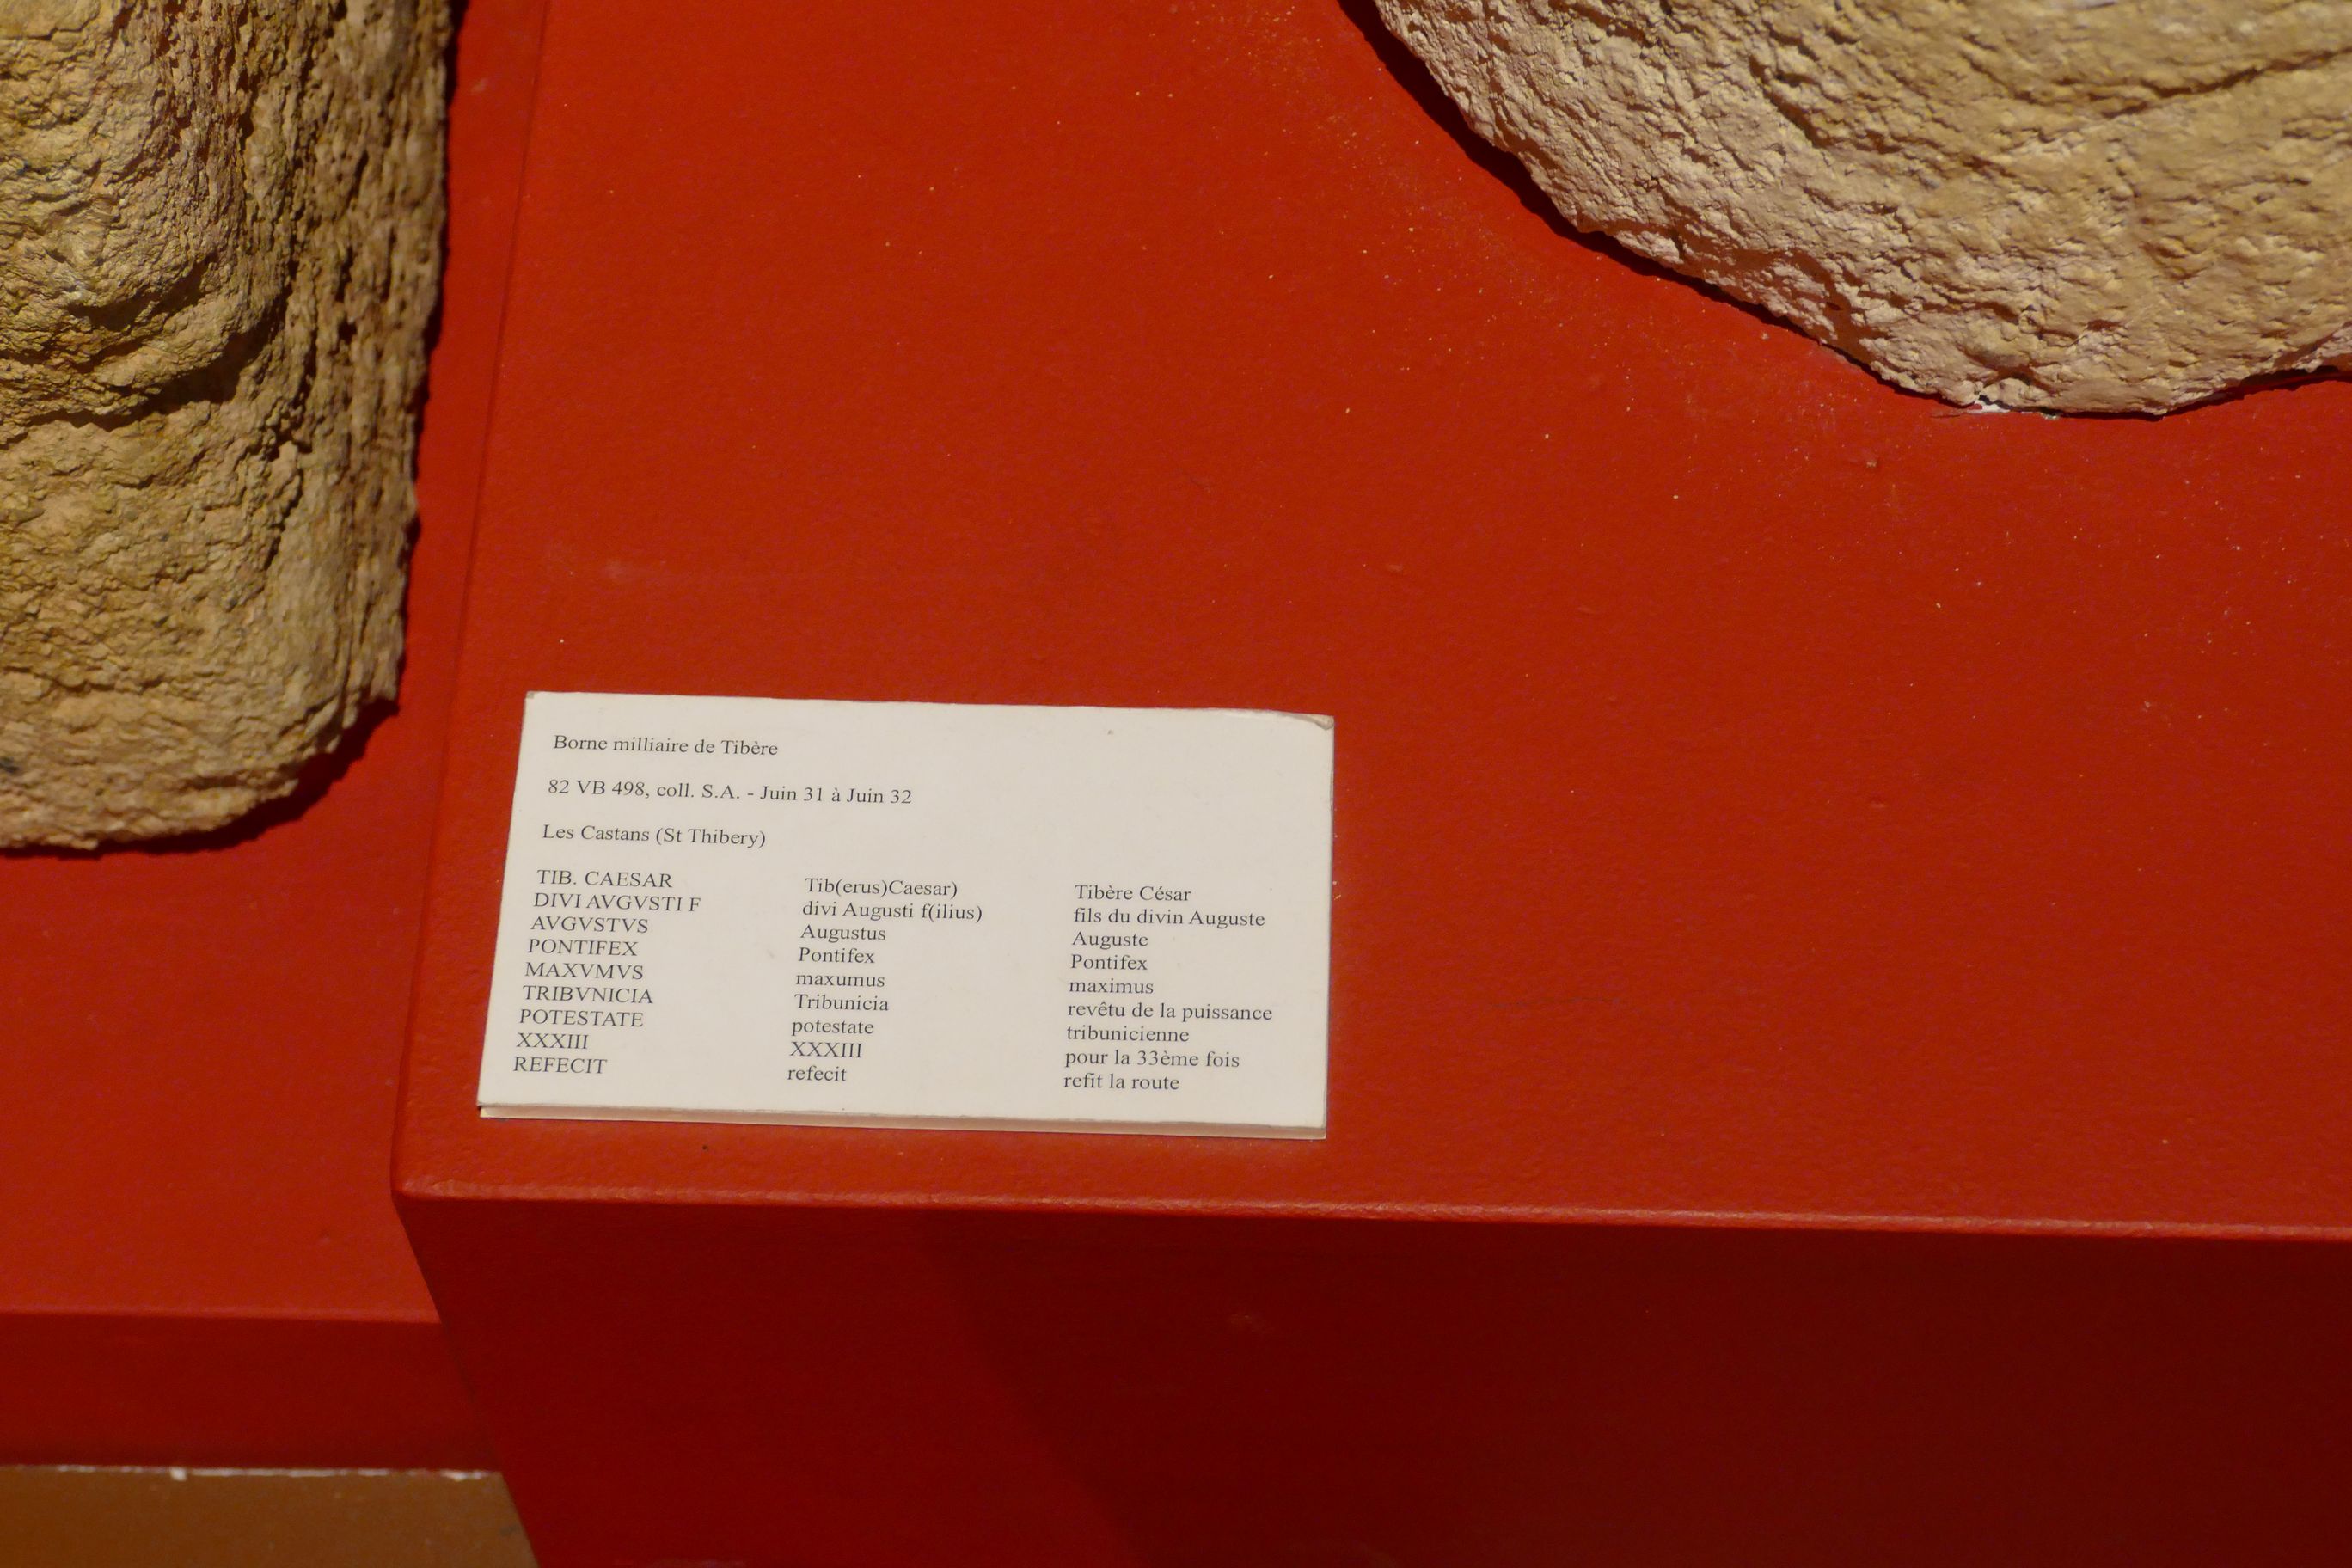 Borne milliaire de Tibère
82 VB 498, coll. S.A. - Juin 31 à Juin 32
Les Castans (St Thibery)
TIB. CAESAR
DIVI AVGVSTI F
AVGVSTVS
PONTIFEX
MAXVMVS
TRIBVNICIA
POTESTATE
XXXIII
REFECIT
Tib(erus)Caesar)
divi Augusti f(ilius)
Augustus
Pontifex
maxumus
Tribunicia
potestate
XXXIII
refecit
Tibère César
fils du divin Auguste
Auguste
Pontifex
maximus
revêtu de la puissance
tribunicienne
pour la 33ème fois
refit la route